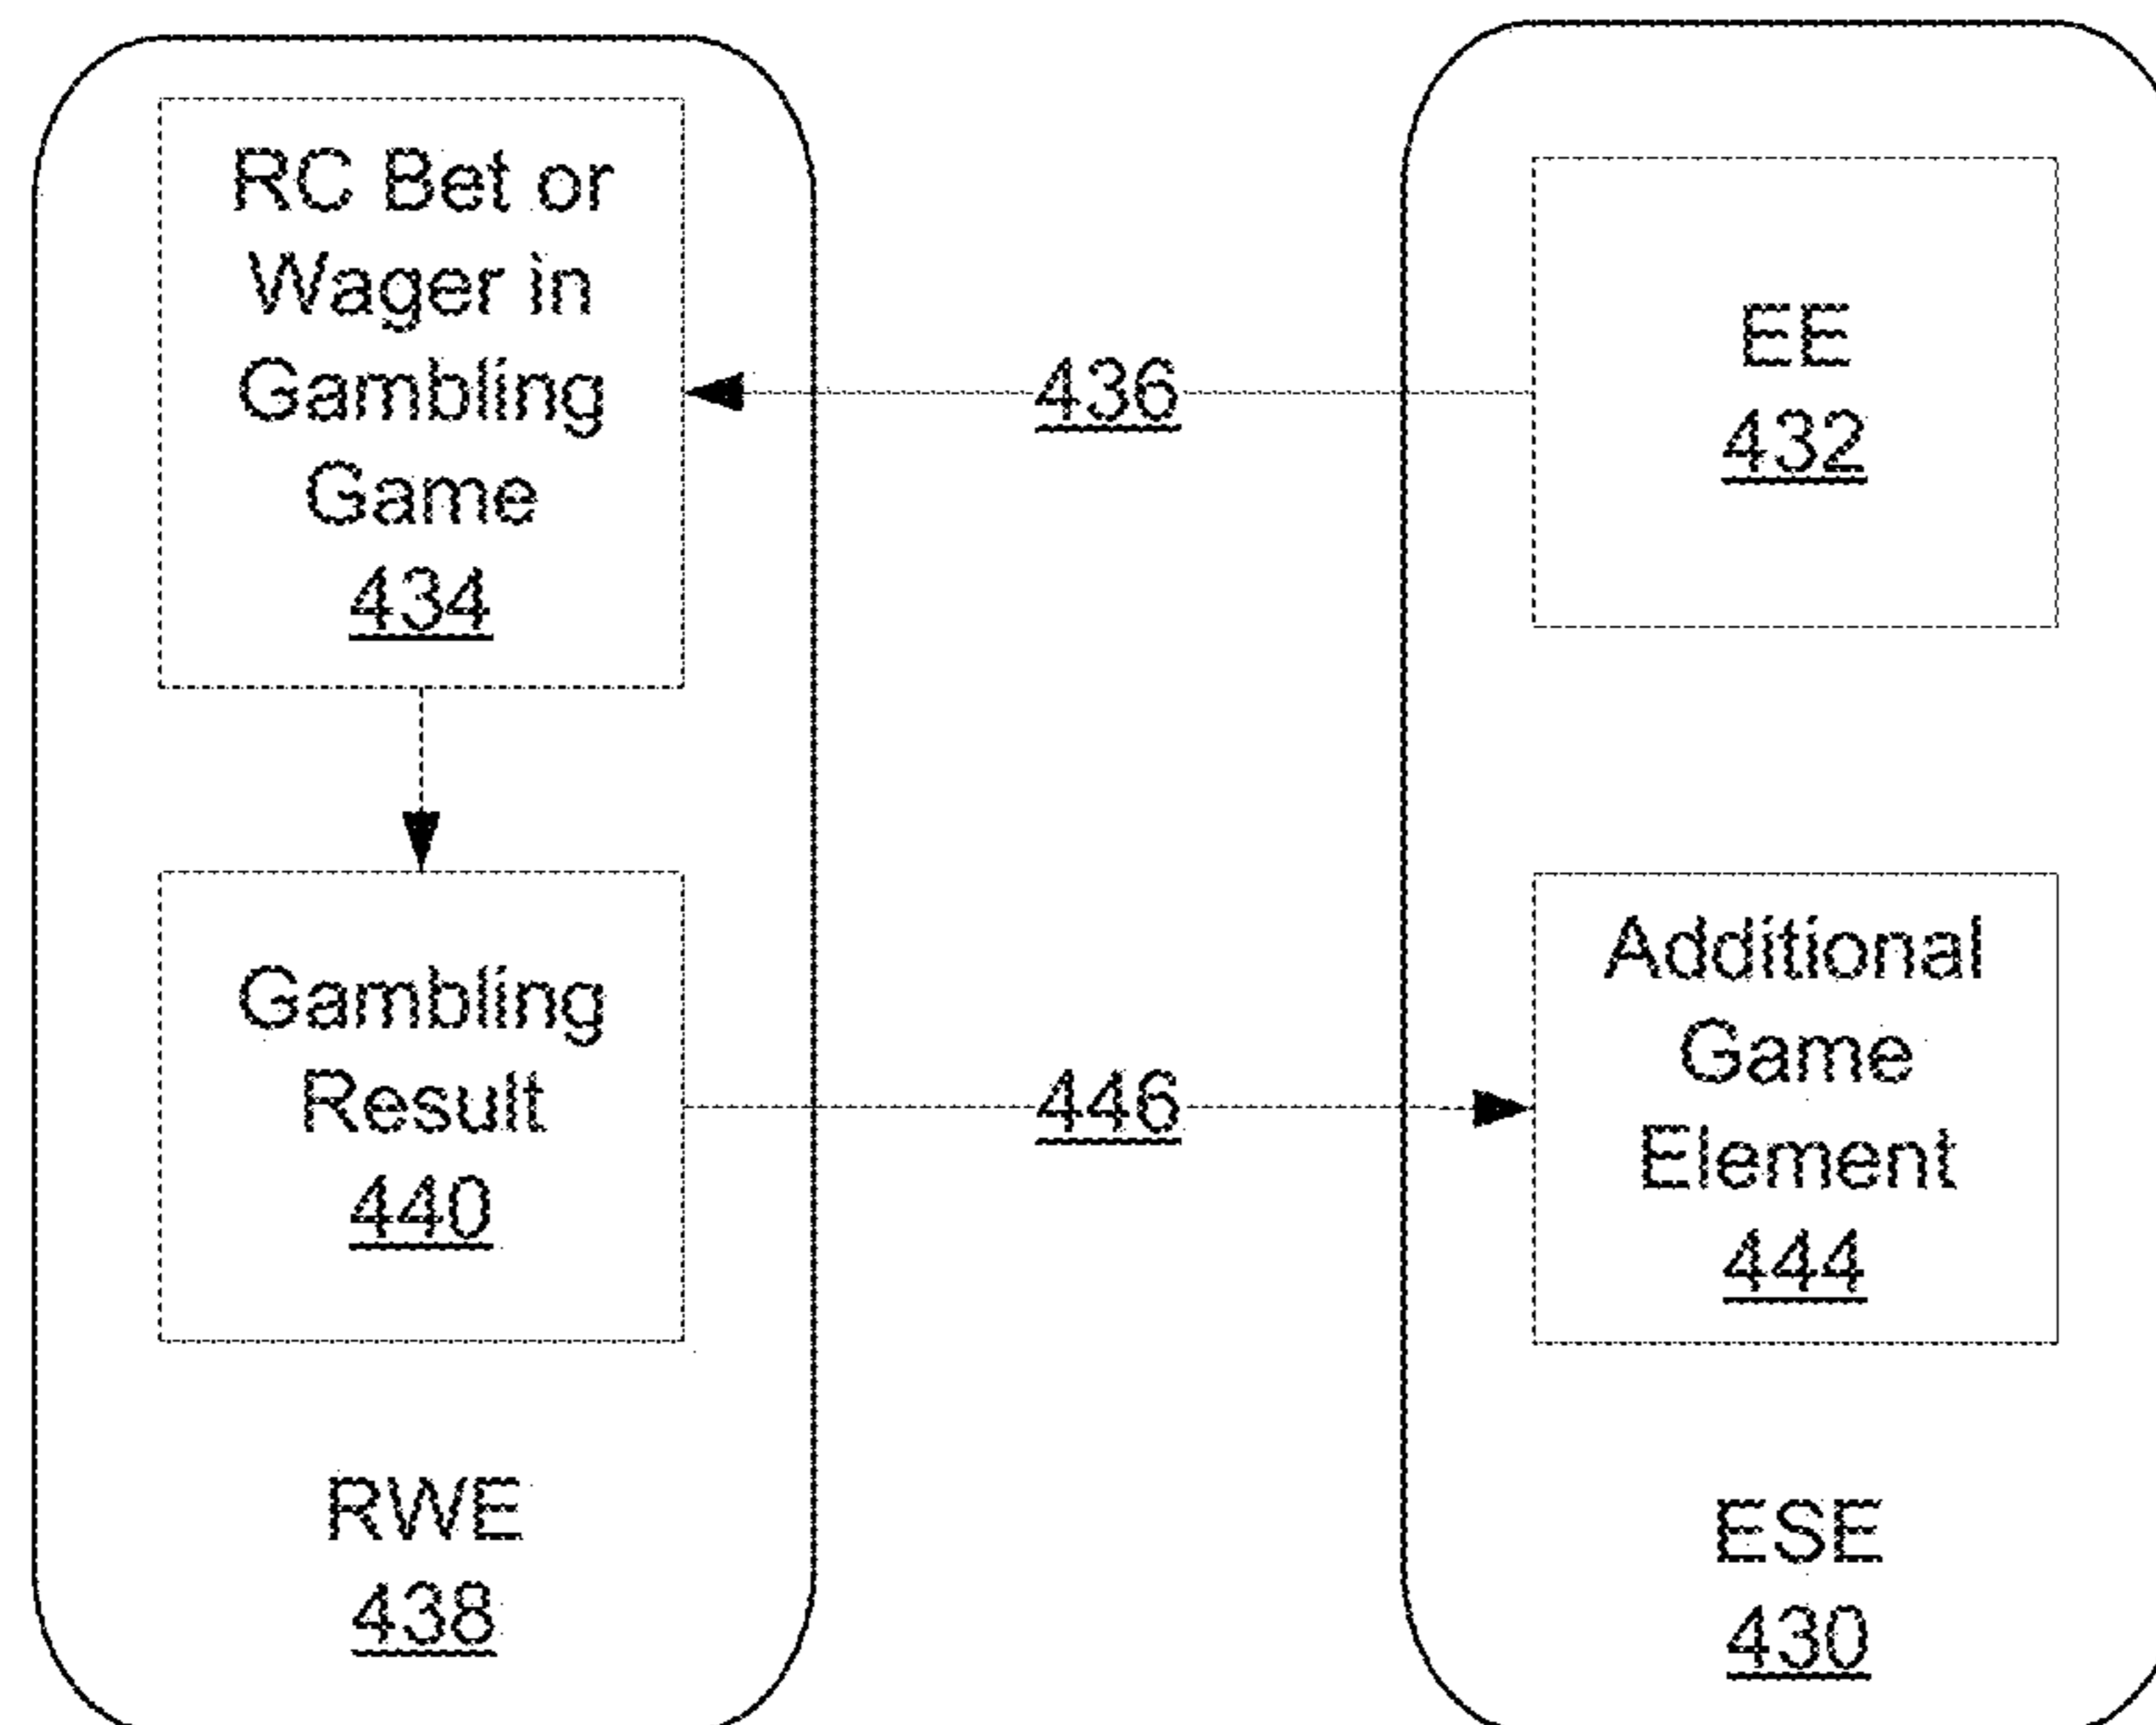 RC Bet or
Wager in
Gambling
Game
434
436
EE
432
Gambling
Result
440
446
Additional
Game
Element
444
RWE
438
ESE
430